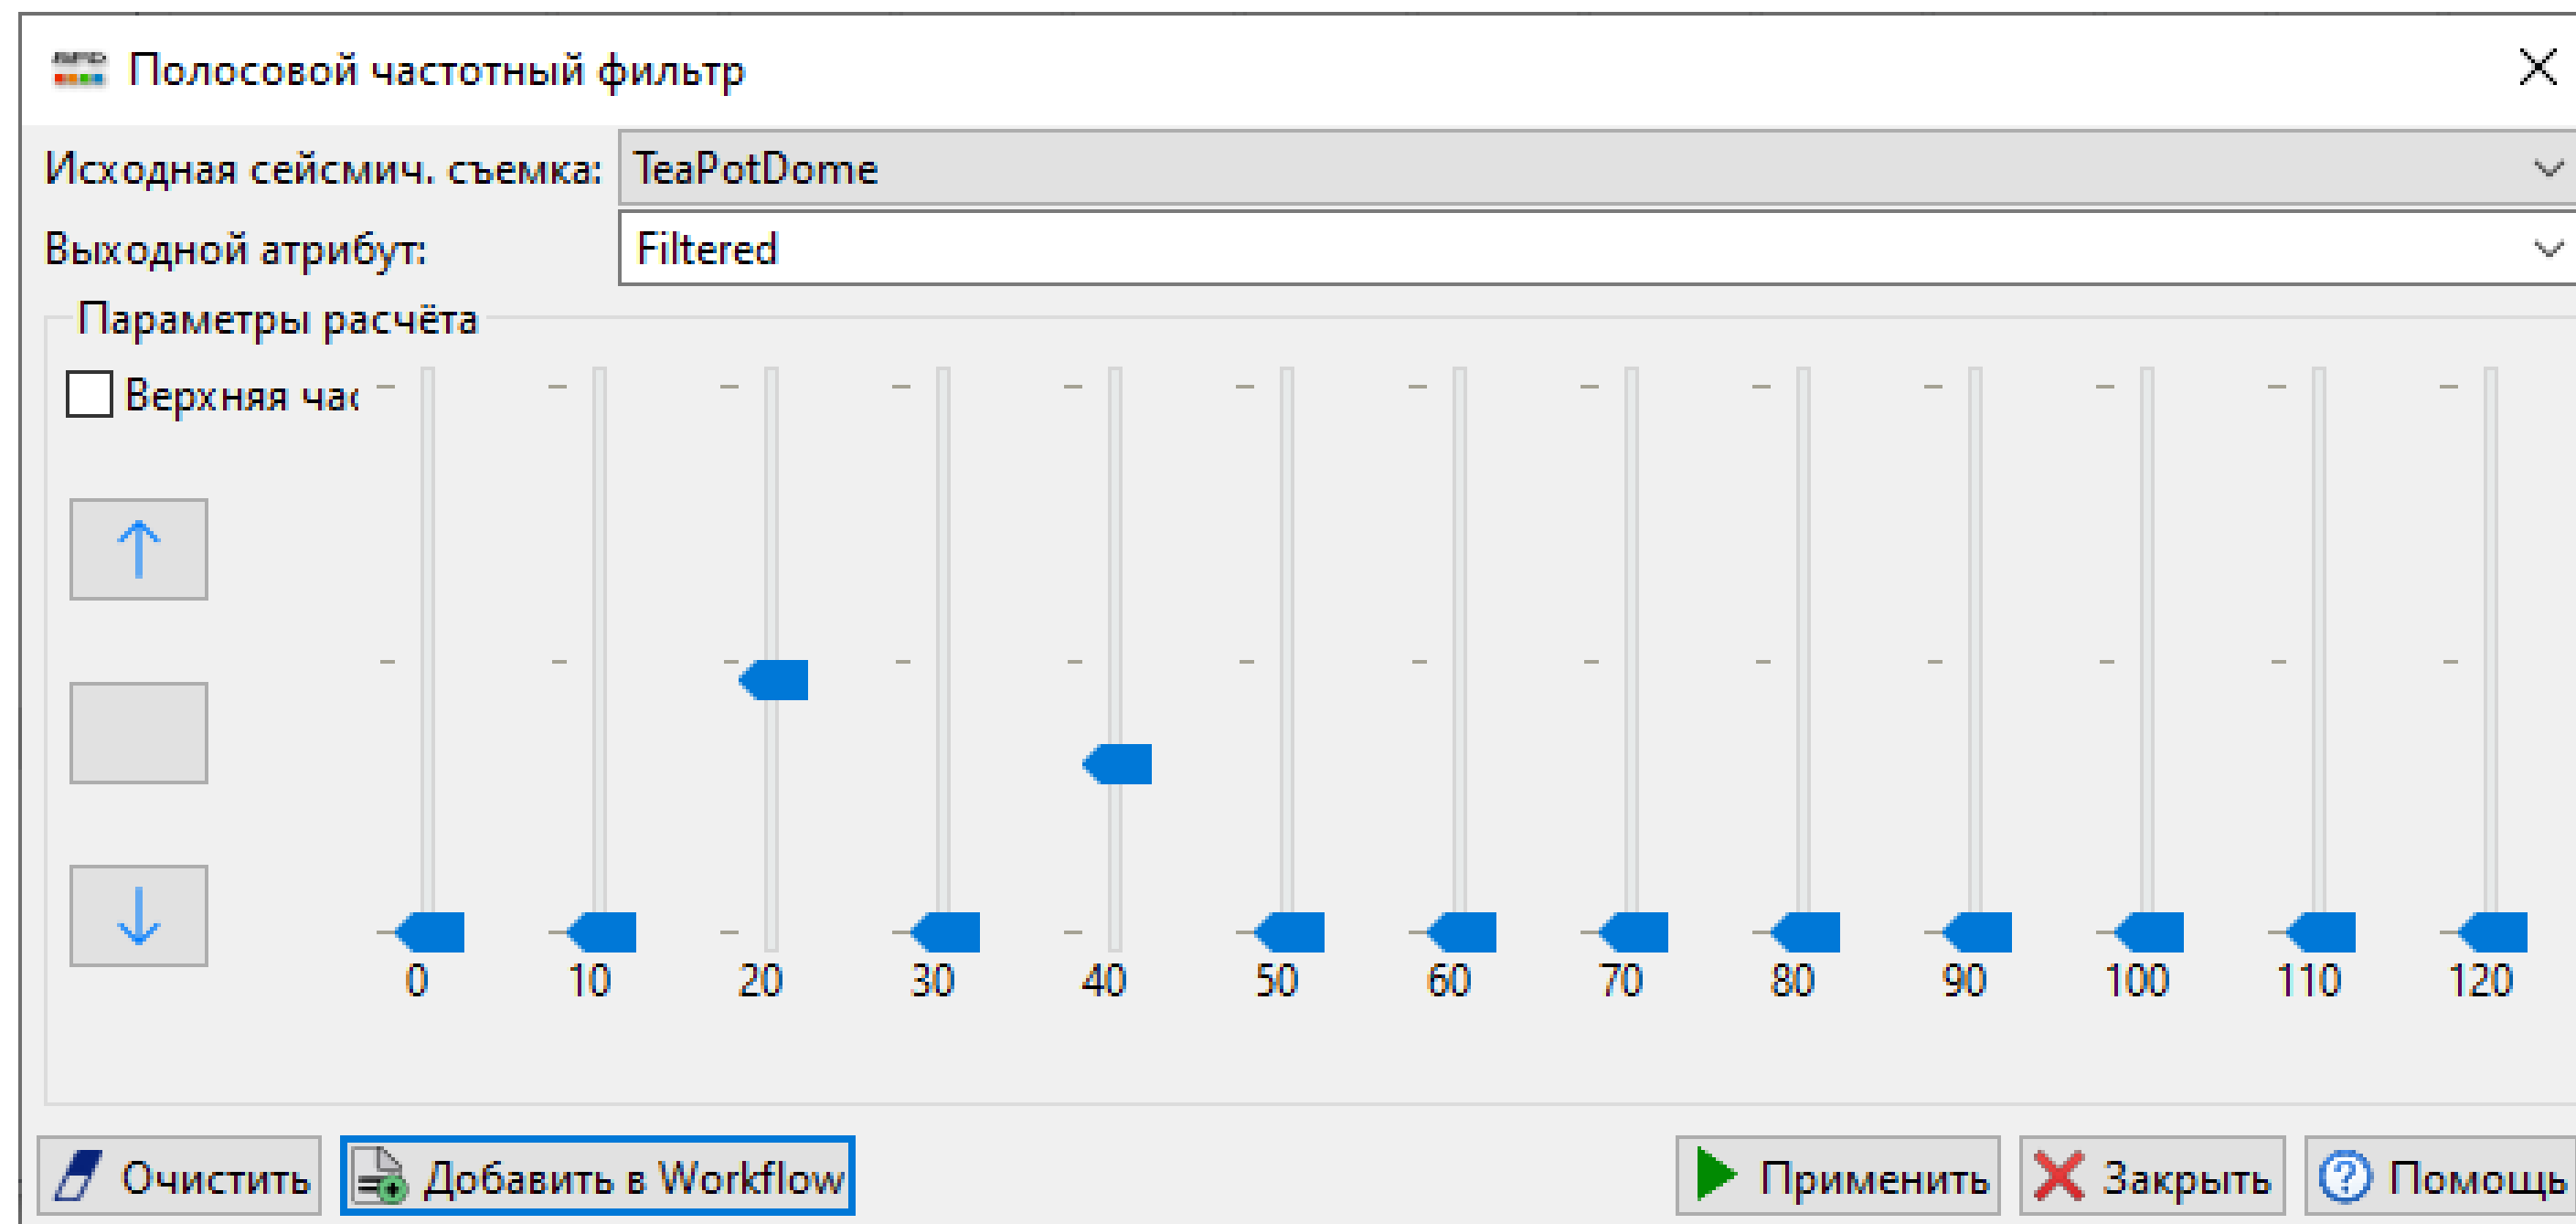 Полосовой частотный фильтр
Исходная сейсмич. съемка: TeaPotDome
Выходной атрибут: Filtered
Параметры расчёта
Верхняя час
0 10 20 30 40 50 60 70 80 90 100 110 120
Очистить Добавить в Workflow Применить Закрыть Помощь